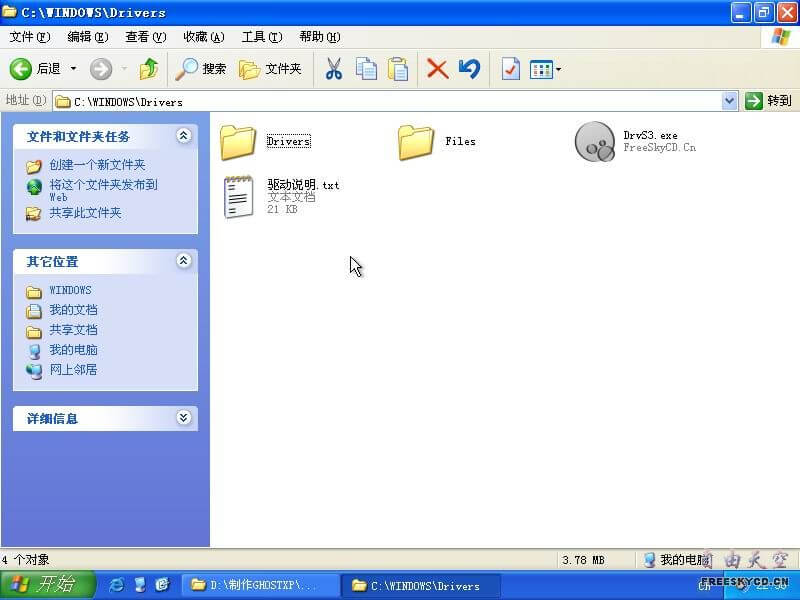 C:\WINDOWS\Drivers
文件(F) 编辑(E) 查看(V) 收藏(A) 工具(T) 帮助(H)
后退 搜索 文件夹
地址(D) C:\WINDOWS\Drivers 转到
文件和文件夹任务
创建一个新文件夹
将这个文件夹发布到
Web
共享此文件夹
其它位置
WINDOWS
我的文档
共享文档
我的电脑
网上邻居
详细信息
Drivers
Files
DrvS3.exe
FreeSkyCD.Cn
驱动说明.txt
文本文档
21 KB
4 个对象
3.78 MB
我的电脑
自由天空
FREESKYCD.CN
开始
D:\制作GHOSTXP\...
C:\WINDOWS\Drivers